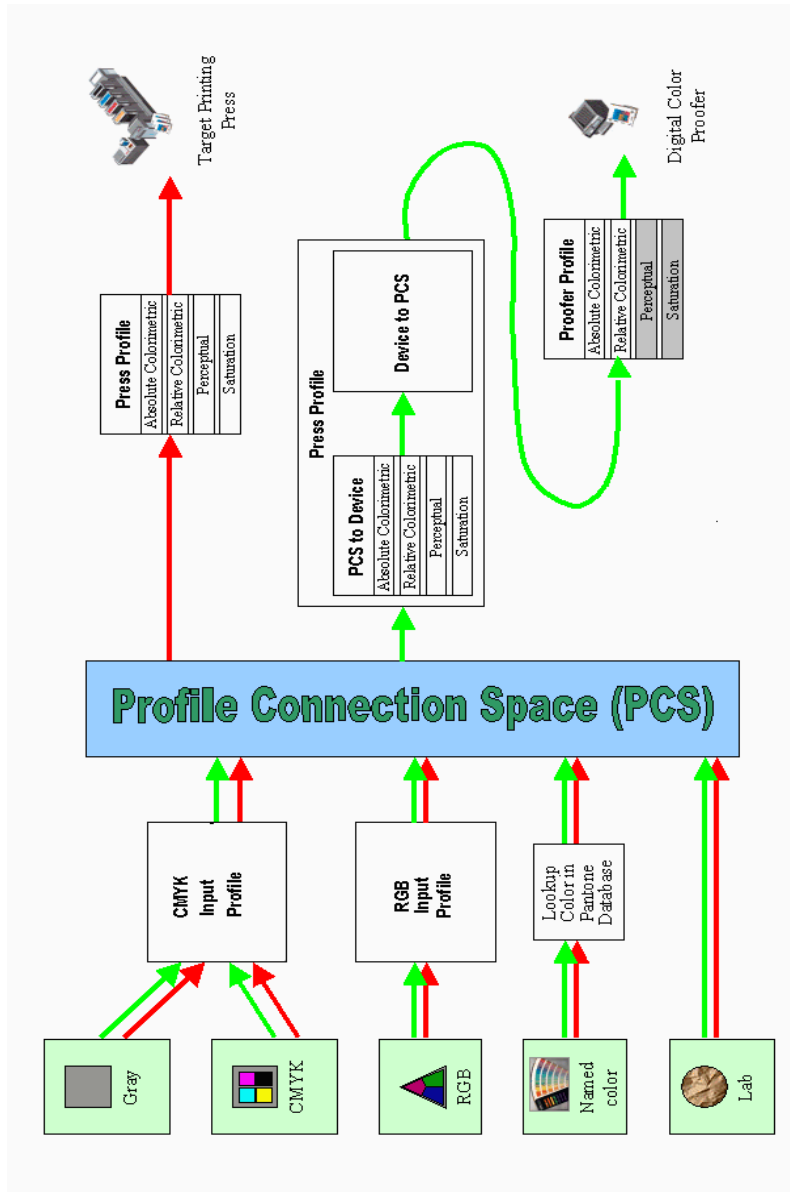 Gray
CMYK
RGB
Named
color
Lab
CMYK
Input
Profile
RGB
Input
Profile
Lookup
Color in
Pantone
Database
Profile Connection Space (PCS)
Press Profile
Absolute Colorimetric
Relative Colorimetric
Perceptual
Saturation
Target Printing
Press
Press Profile
PCS to Device
Absolute Colorimetric
Relative Colorimetric
Perceptual
Saturation
Device to PCS
Proofer Profile
Absolute Colorimetric
Relative Colorimetric
Perceptual
Saturation
Digital Color
Proofer